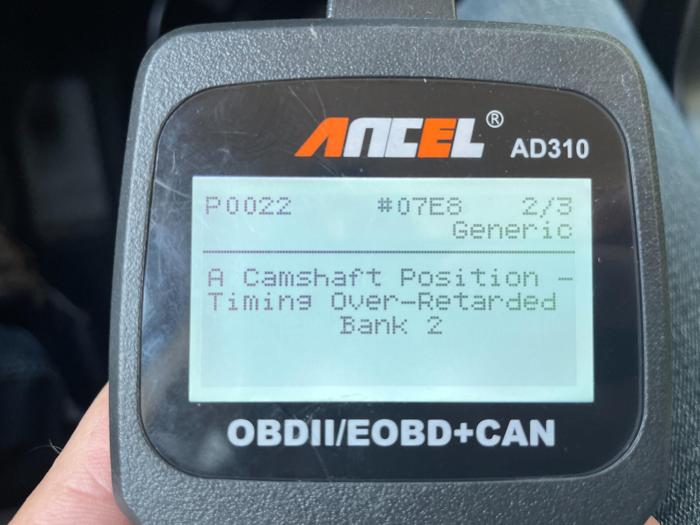 ANCEL® AD310
P0022 #07E8 2/3
Generic
A Camshaft Position -
Timing Over-Retarded
Bank 2
OBDII/EOBD+CAN